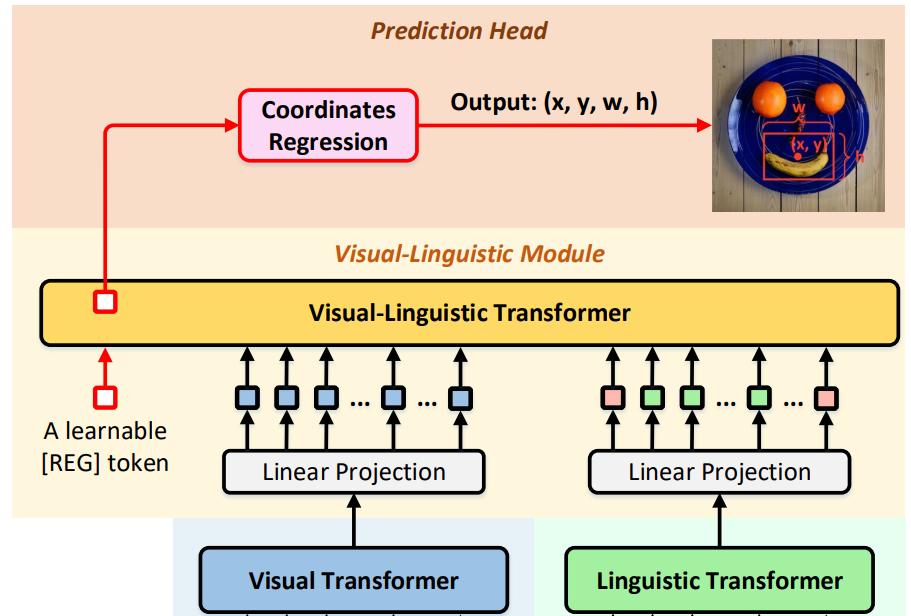 Prediction Head
Coordinates
Regression
Output: (x, y, w, h)
w
(x, y)
h
Visual-Linguistic Module
Visual-Linguistic Transformer
... ...
... ...
A learnable
[REG] token
Linear Projection
Linear Projection
Visual Transformer
Linguistic Transformer